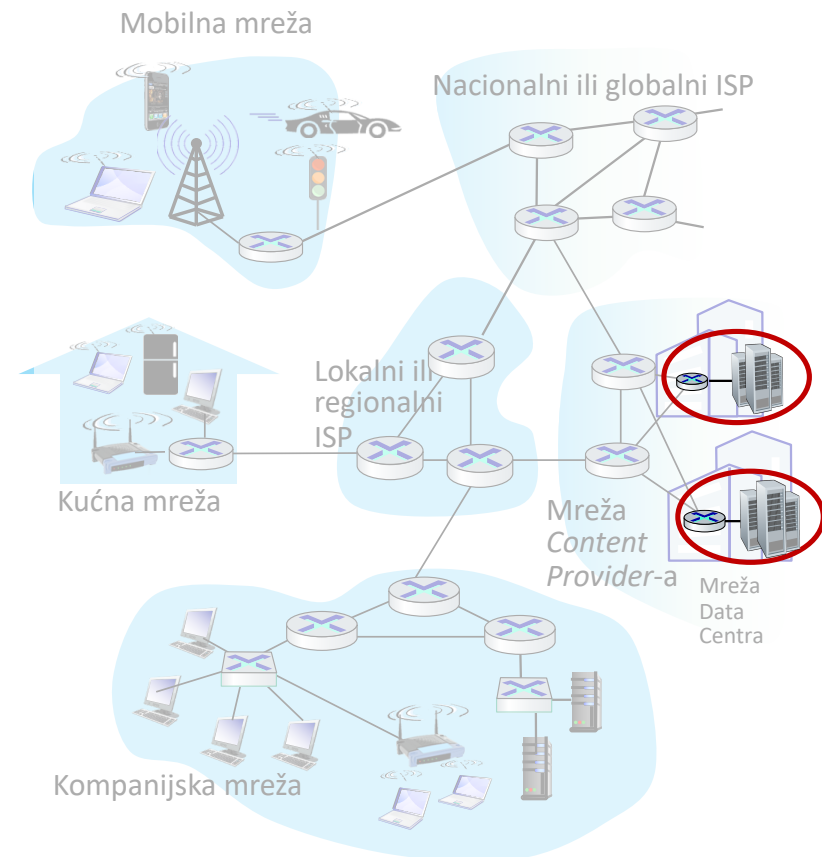 Mobilna mreža
Nacionalni ili globalni ISP
Lokalni ili
regionalni
ISP
Kućna mreža
Mreža
Content
Provider-a
Mreža
Data
Centra
Kompanijska mreža